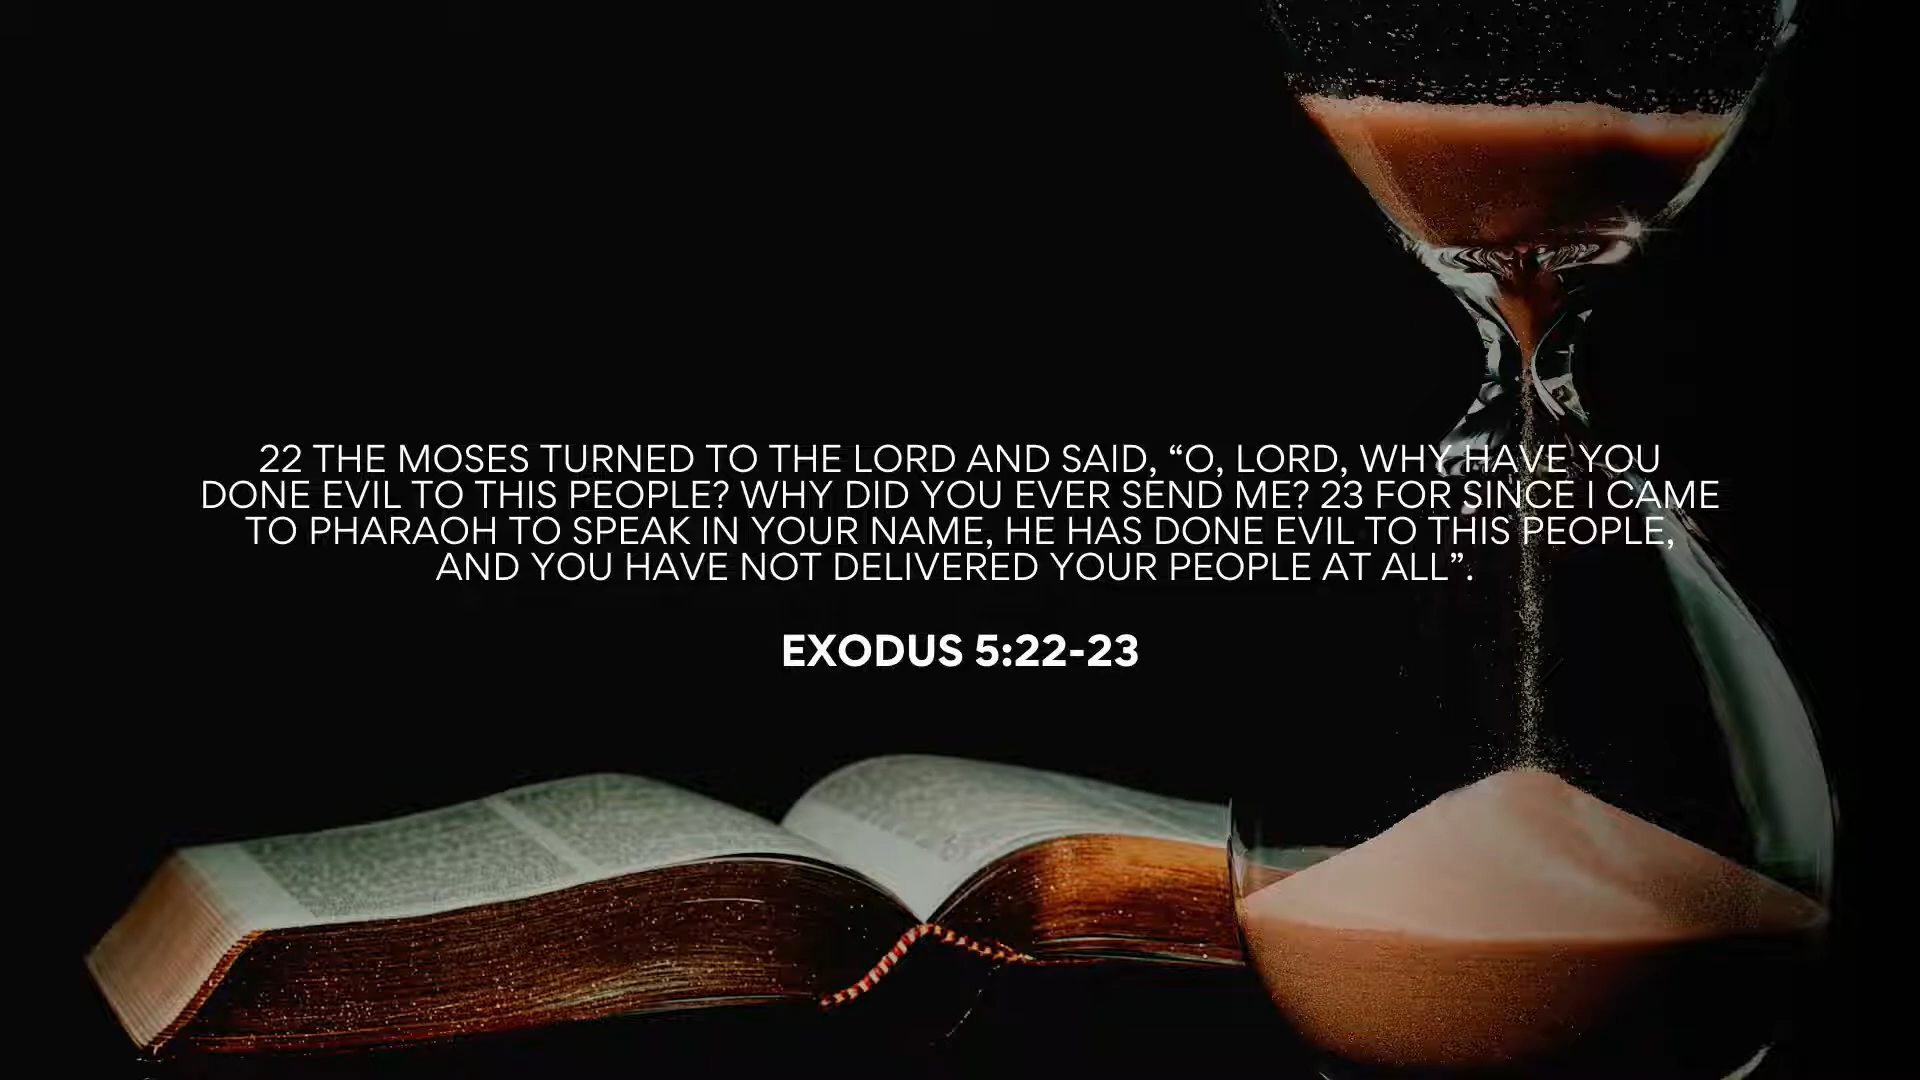 22 THE MOSES TURNED TO THE LORD AND SAID, “O, LORD, WHY HAVE YOU
DONE EVIL TO THIS PEOPLE? WHY DID YOU EVER SEND ME? 23 FOR SINCE I CAME
TO PHARAOH TO SPEAK IN YOUR NAME, HE HAS DONE EVIL TO THIS PEOPLE,
AND YOU HAVE NOT DELIVERED YOUR PEOPLE AT ALL”.
EXODUS 5:22-23